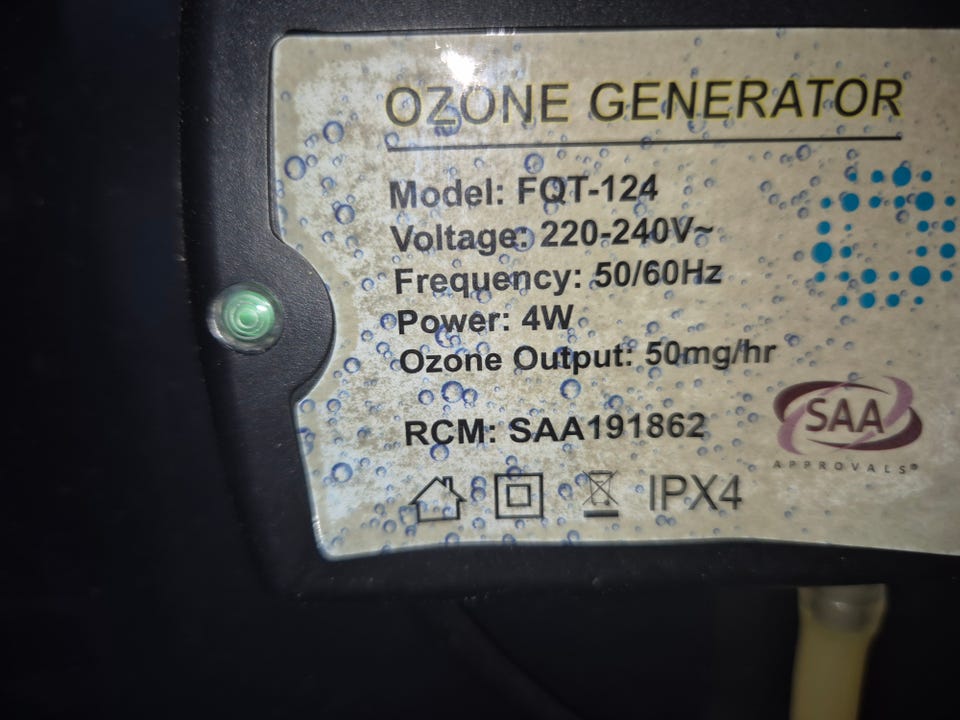 OZONE GENERATOR
Model: FQT-124
Voltage: 220-240V~
Frequency: 50/60Hz
Power: 4W
Ozone Output: 50mg/hr
RCM: SAA191862
SAA
APPROVALS®
IPX4